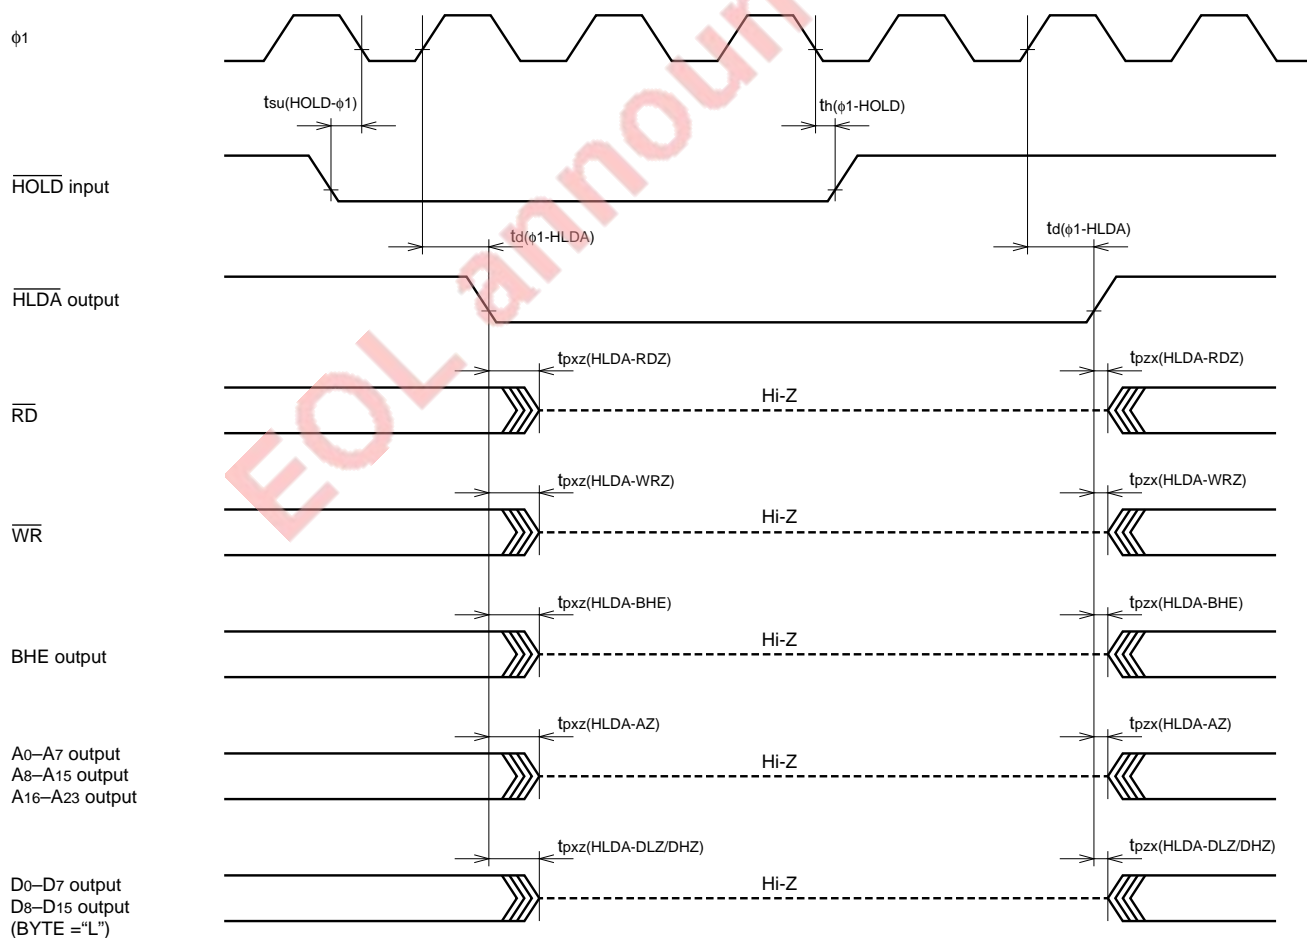 ϕ1
tsu(HOLD-ϕ1)
th(ϕ1-HOLD)
HOLD input
td(ϕ1-HLDA)
td(ϕ1-HLDA)
HLDA output
tpxz(HLDA-RDZ)
tpzx(HLDA-RDZ)
Hi-Z
RD
tpxz(HLDA-WRZ)
tpzx(HLDA-WRZ)
Hi-Z
WR
tpxz(HLDA-BHE)
tpzx(HLDA-BHE)
Hi-Z
BHE output
tpxz(HLDA-AZ)
tpzx(HLDA-AZ)
A0–A7 output
Hi-Z
A8–A15 output
A16–A23 output
tpxz(HLDA-DLZ/DHZ)
tpzx(HLDA-DLZ/DHZ)
D0–D7 output
Hi-Z
D8–D15 output
(BYTE =“L”)
EOL announ